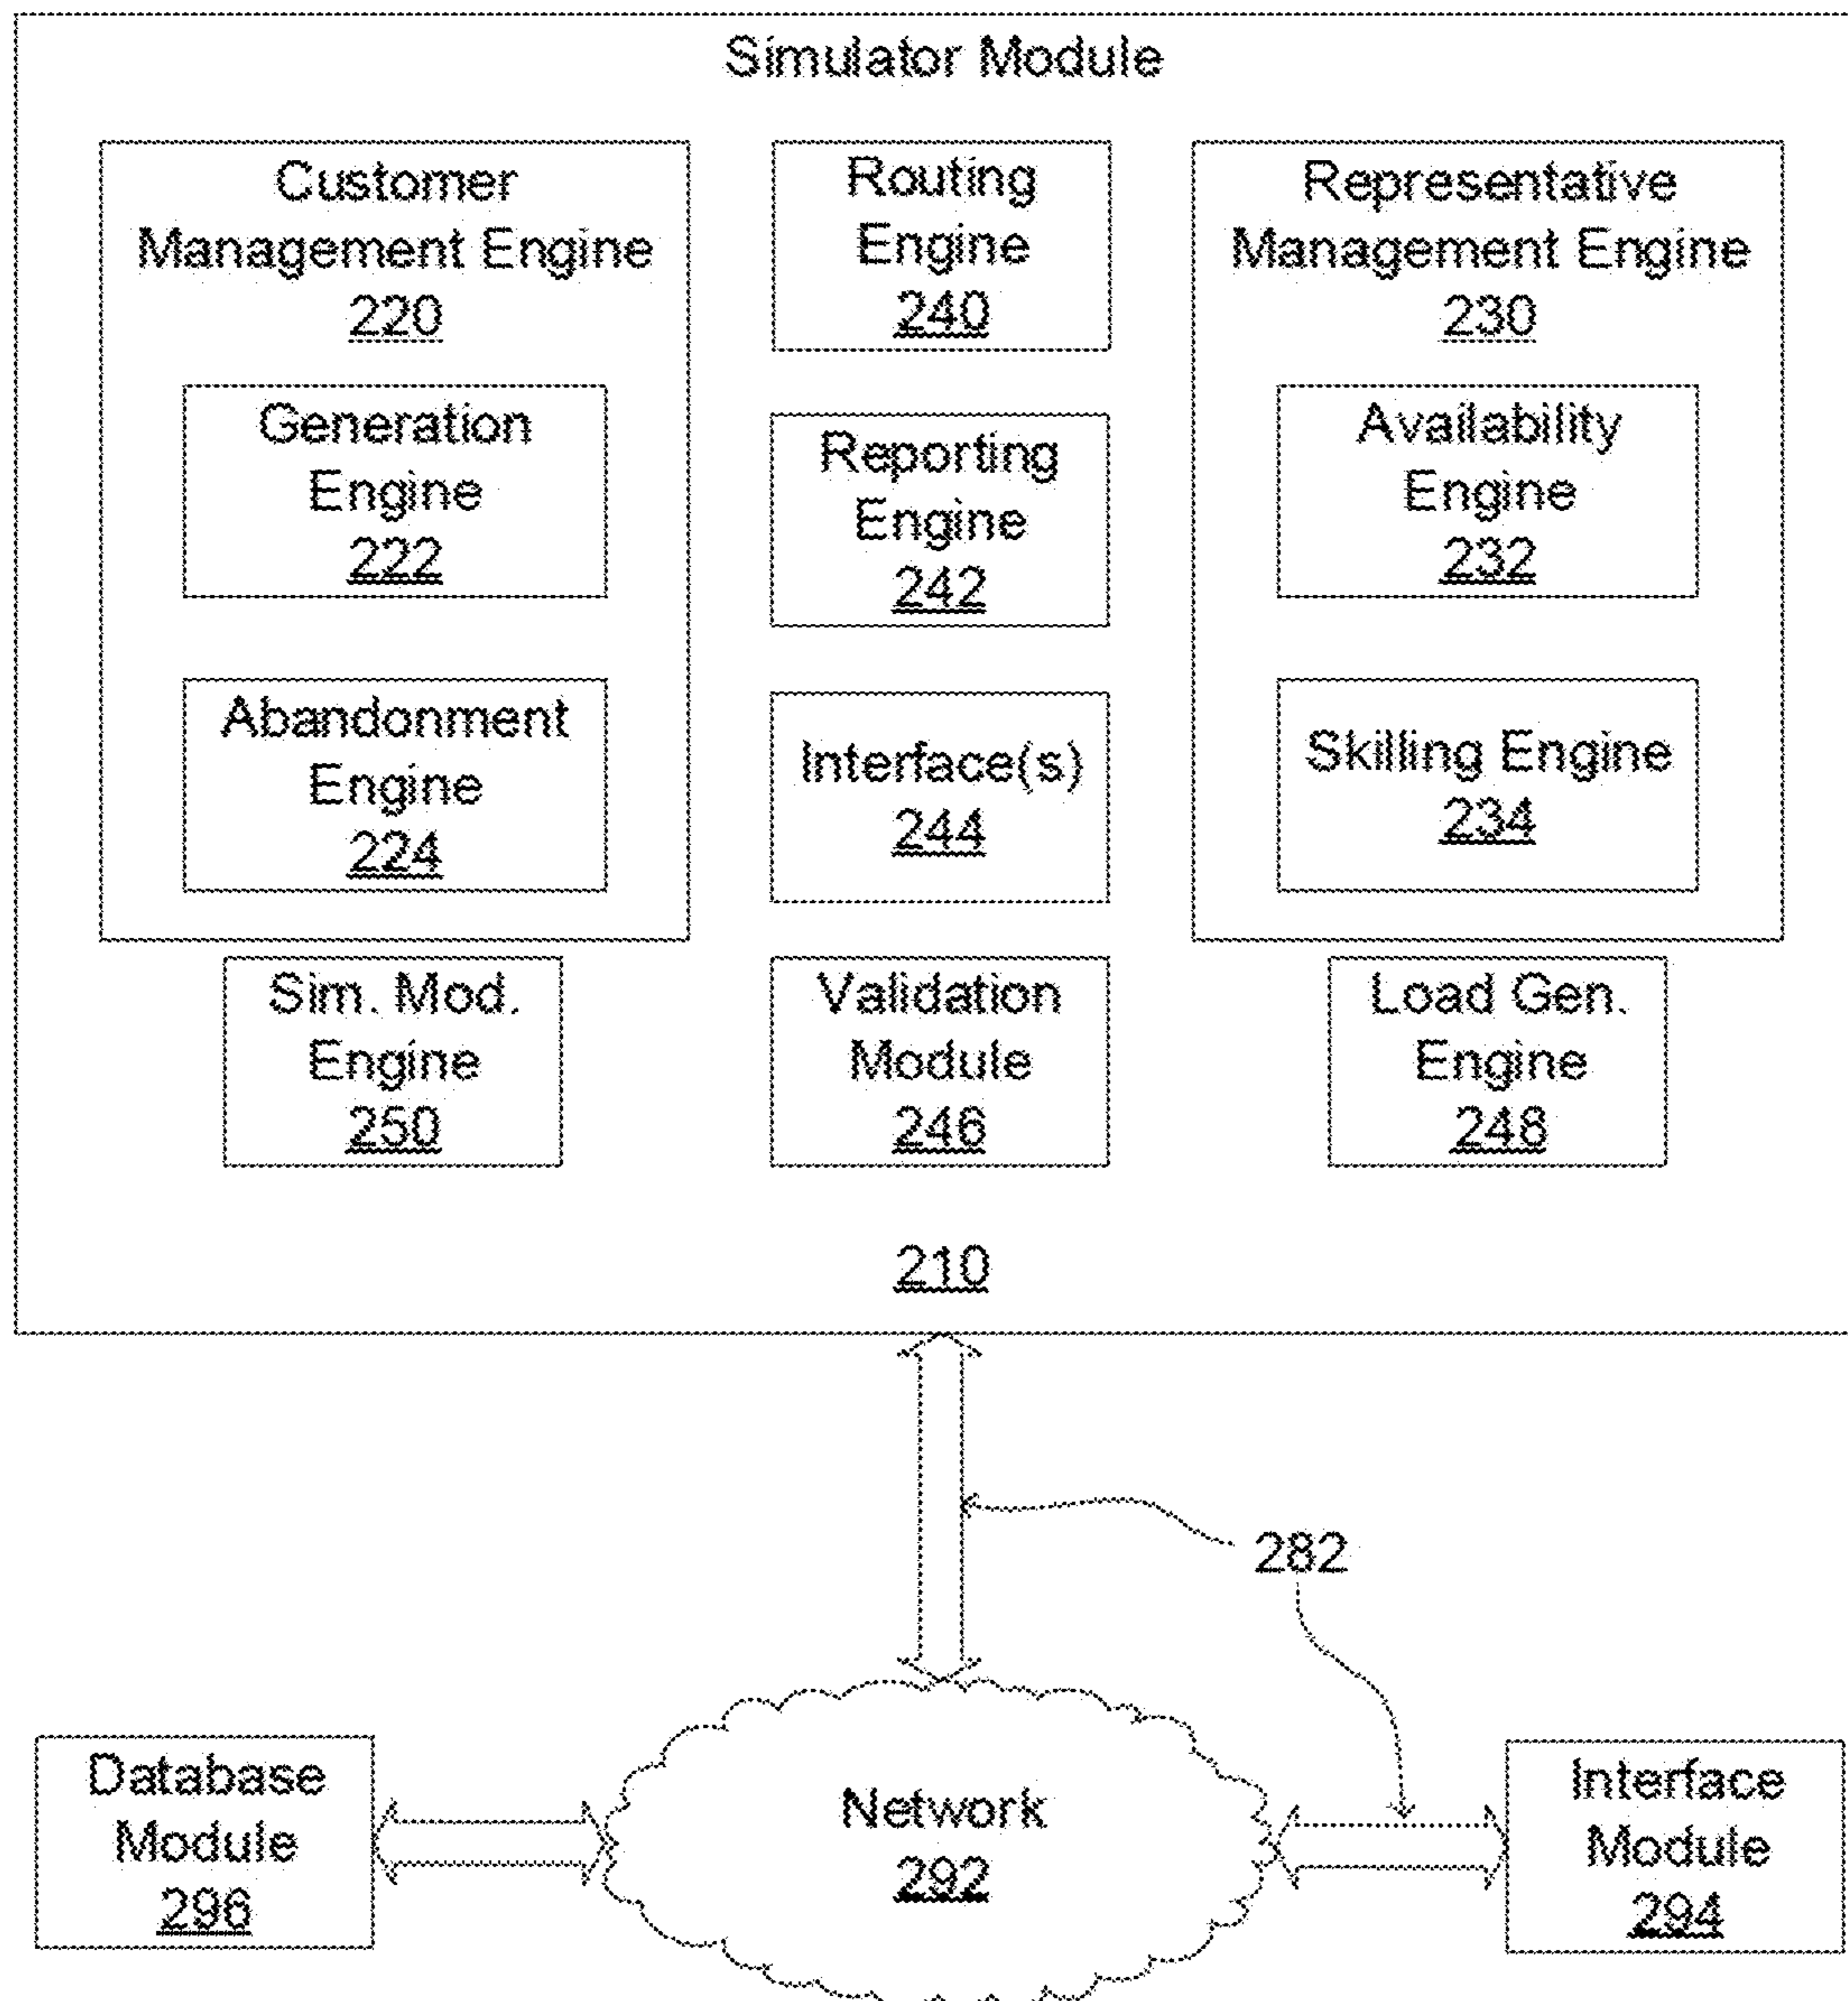 Simulator Module
Customer
Management Engine
220
Generation
Engine
222
Abandonment
Engine
224
Routing
Engine
240
Reporting
Engine
242
Interface(s)
244
Representative
Management Engine
230
Availability
Engine
232
Skilling Engine
234
Sim. Mod.
Engine
250
Validation
Module
246
Load Gen.
Engine
248
210
282
Database
Module
296
Network
292
Interface
Module
294